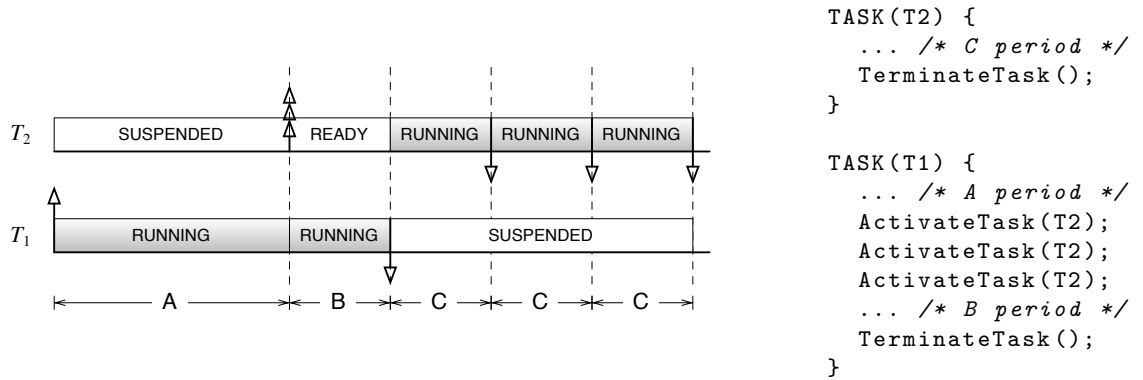 T2 SUSPENDED READY RUNNING RUNNING RUNNING
T1 RUNNING RUNNING SUSPENDED
A B C C C
TASK(T2) {
... /* C period */
TerminateTask();
}
TASK(T1) {
... /* A period */
ActivateTask(T2);
ActivateTask(T2);
ActivateTask(T2);
... /* B period */
TerminateTask();
}